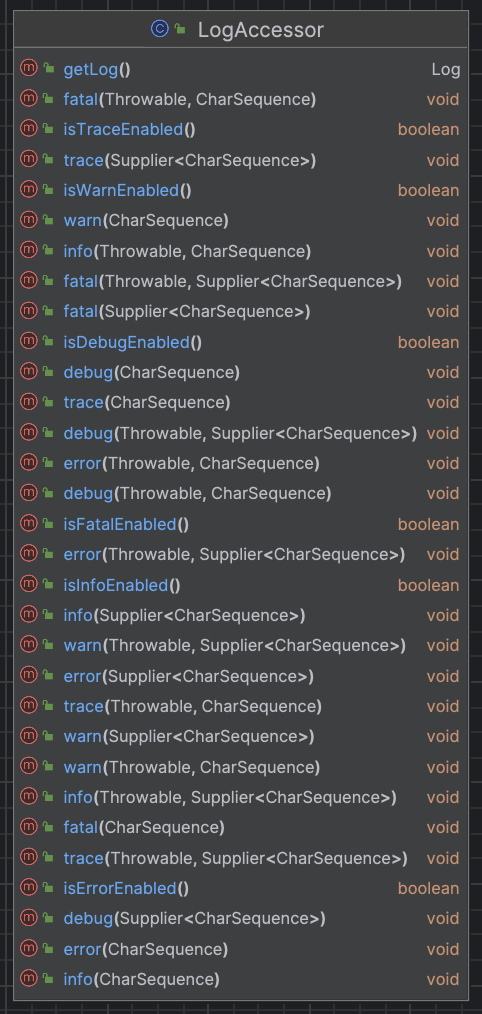 LogAccessor
getLog() Log
fatal(Throwable, CharSequence) void
isTraceEnabled() boolean
trace(Supplier<CharSequence>) void
isWarnEnabled() boolean
warn(CharSequence) void
info(Throwable, CharSequence) void
fatal(Throwable, Supplier<CharSequence>) void
fatal(Supplier<CharSequence>) void
isDebugEnabled() boolean
debug(CharSequence) void
trace(CharSequence) void
debug(Throwable, Supplier<CharSequence>) void
error(Throwable, CharSequence) void
debug(Throwable, CharSequence) void
isFatalEnabled() boolean
error(Throwable, Supplier<CharSequence>) void
isInfoEnabled() boolean
info(Supplier<CharSequence>) void
warn(Throwable, Supplier<CharSequence>) void
error(Supplier<CharSequence>) void
trace(Throwable, CharSequence) void
warn(Supplier<CharSequence>) void
warn(Throwable, CharSequence) void
info(Throwable, Supplier<CharSequence>) void
fatal(CharSequence) void
trace(Throwable, Supplier<CharSequence>) void
isErrorEnabled() boolean
debug(Supplier<CharSequence>) void
error(CharSequence) void
info(CharSequence) void